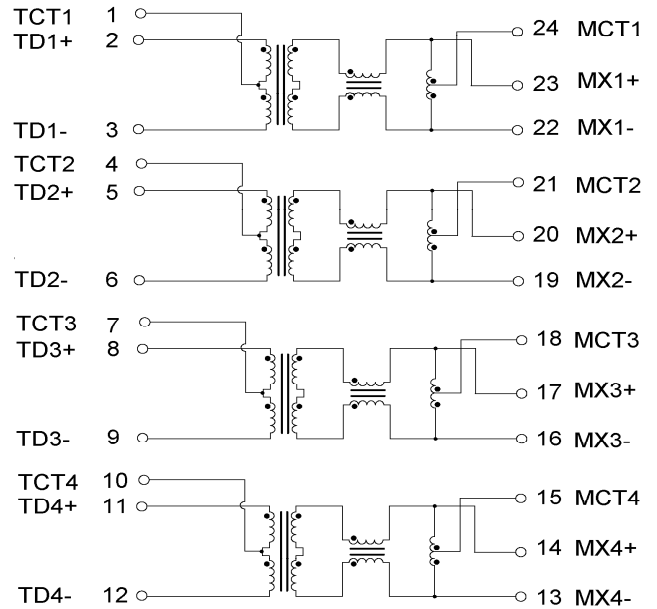 TCT1 1 24 MCT1
TD1+ 2
23 MX1+
TD1- 3 22 MX1-
TCT2 4
21 MCT2
TD2+ 5
20 MX2+
TD2- 6 19 MX2-
TCT3 7
18 MCT3
TD3+ 8
17 MX3+
TD3- 9 16 MX3-
TCT4 10
15 MCT4
TD4+ 11
14 MX4+
TD4- 12 13 MX4-